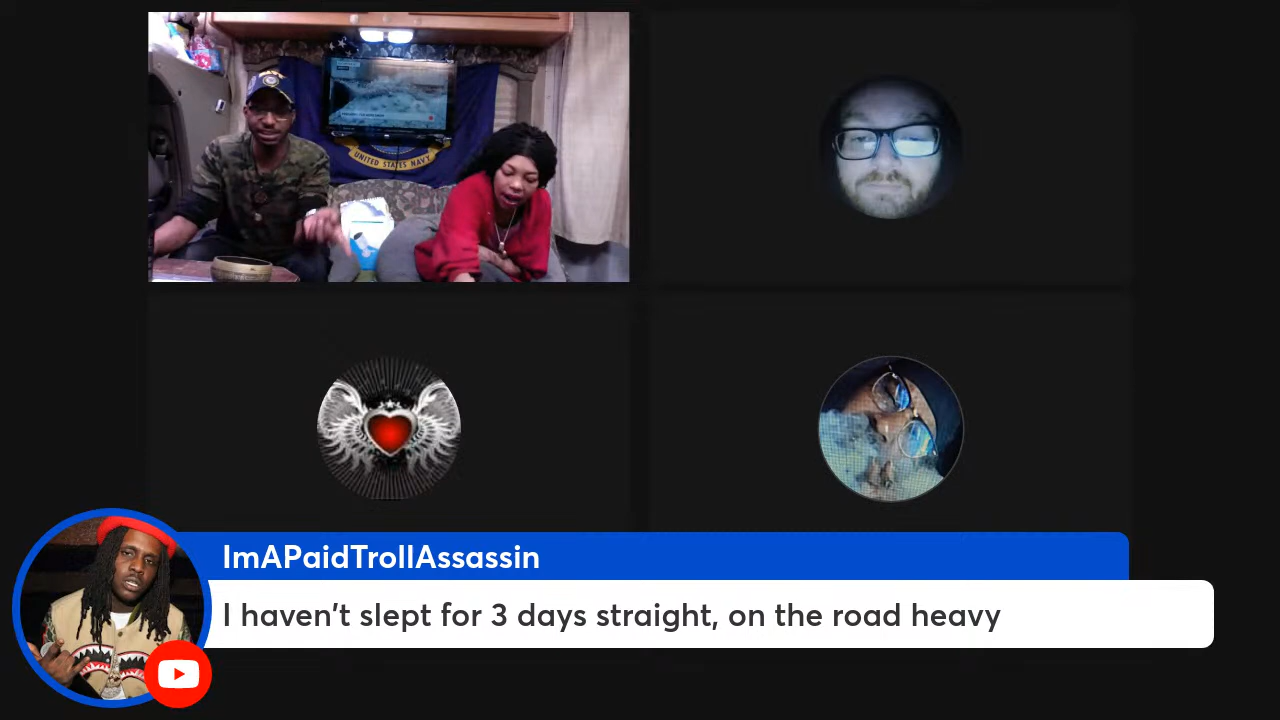 UNITED STATES NAVY
ImAPaidTrollAssassin
I haven't slept for 3 days straight, on the road heavy